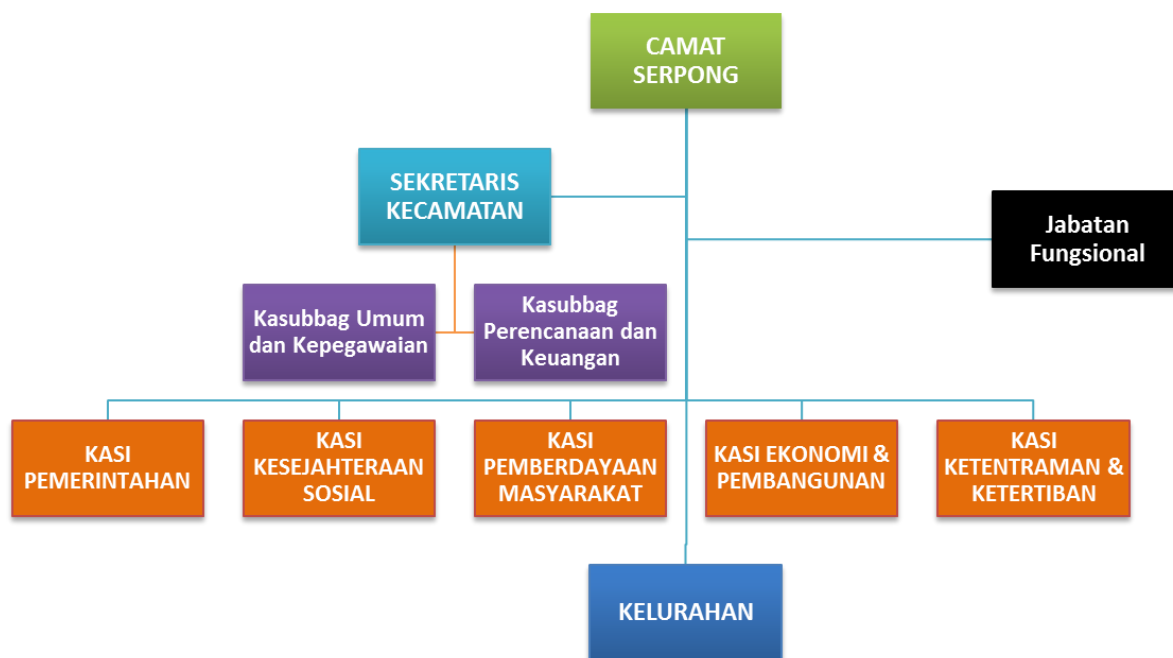 CAMAT
SERPONG
SEKRETARIS
KECAMATAN
Jabatan
Fungsional
Kasubbag Umum
dan Kepegawaian
Kasubbag
Perencanaan dan
Keuangan
KASI
PEMERINTAHAN
KASI
KESEJAHTERAAN
SOSIAL
KASI
PEMBERDAYAAN
MASYARAKAT
KASI EKONOMI &
PEMBANGUNAN
KASI
KETENTRAMAN &
KETERTIBAN
KELURAHAN